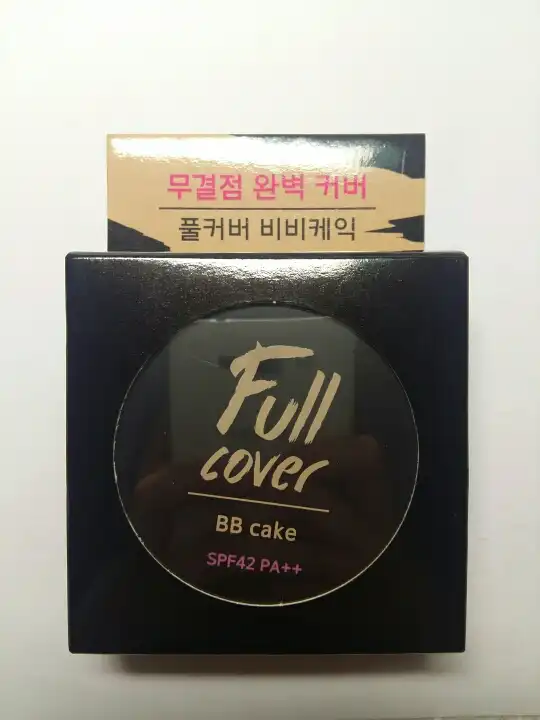 무결점 완벽 커버
풀커버 비비케익
Full
cover
BB cake
SPF42 PA++